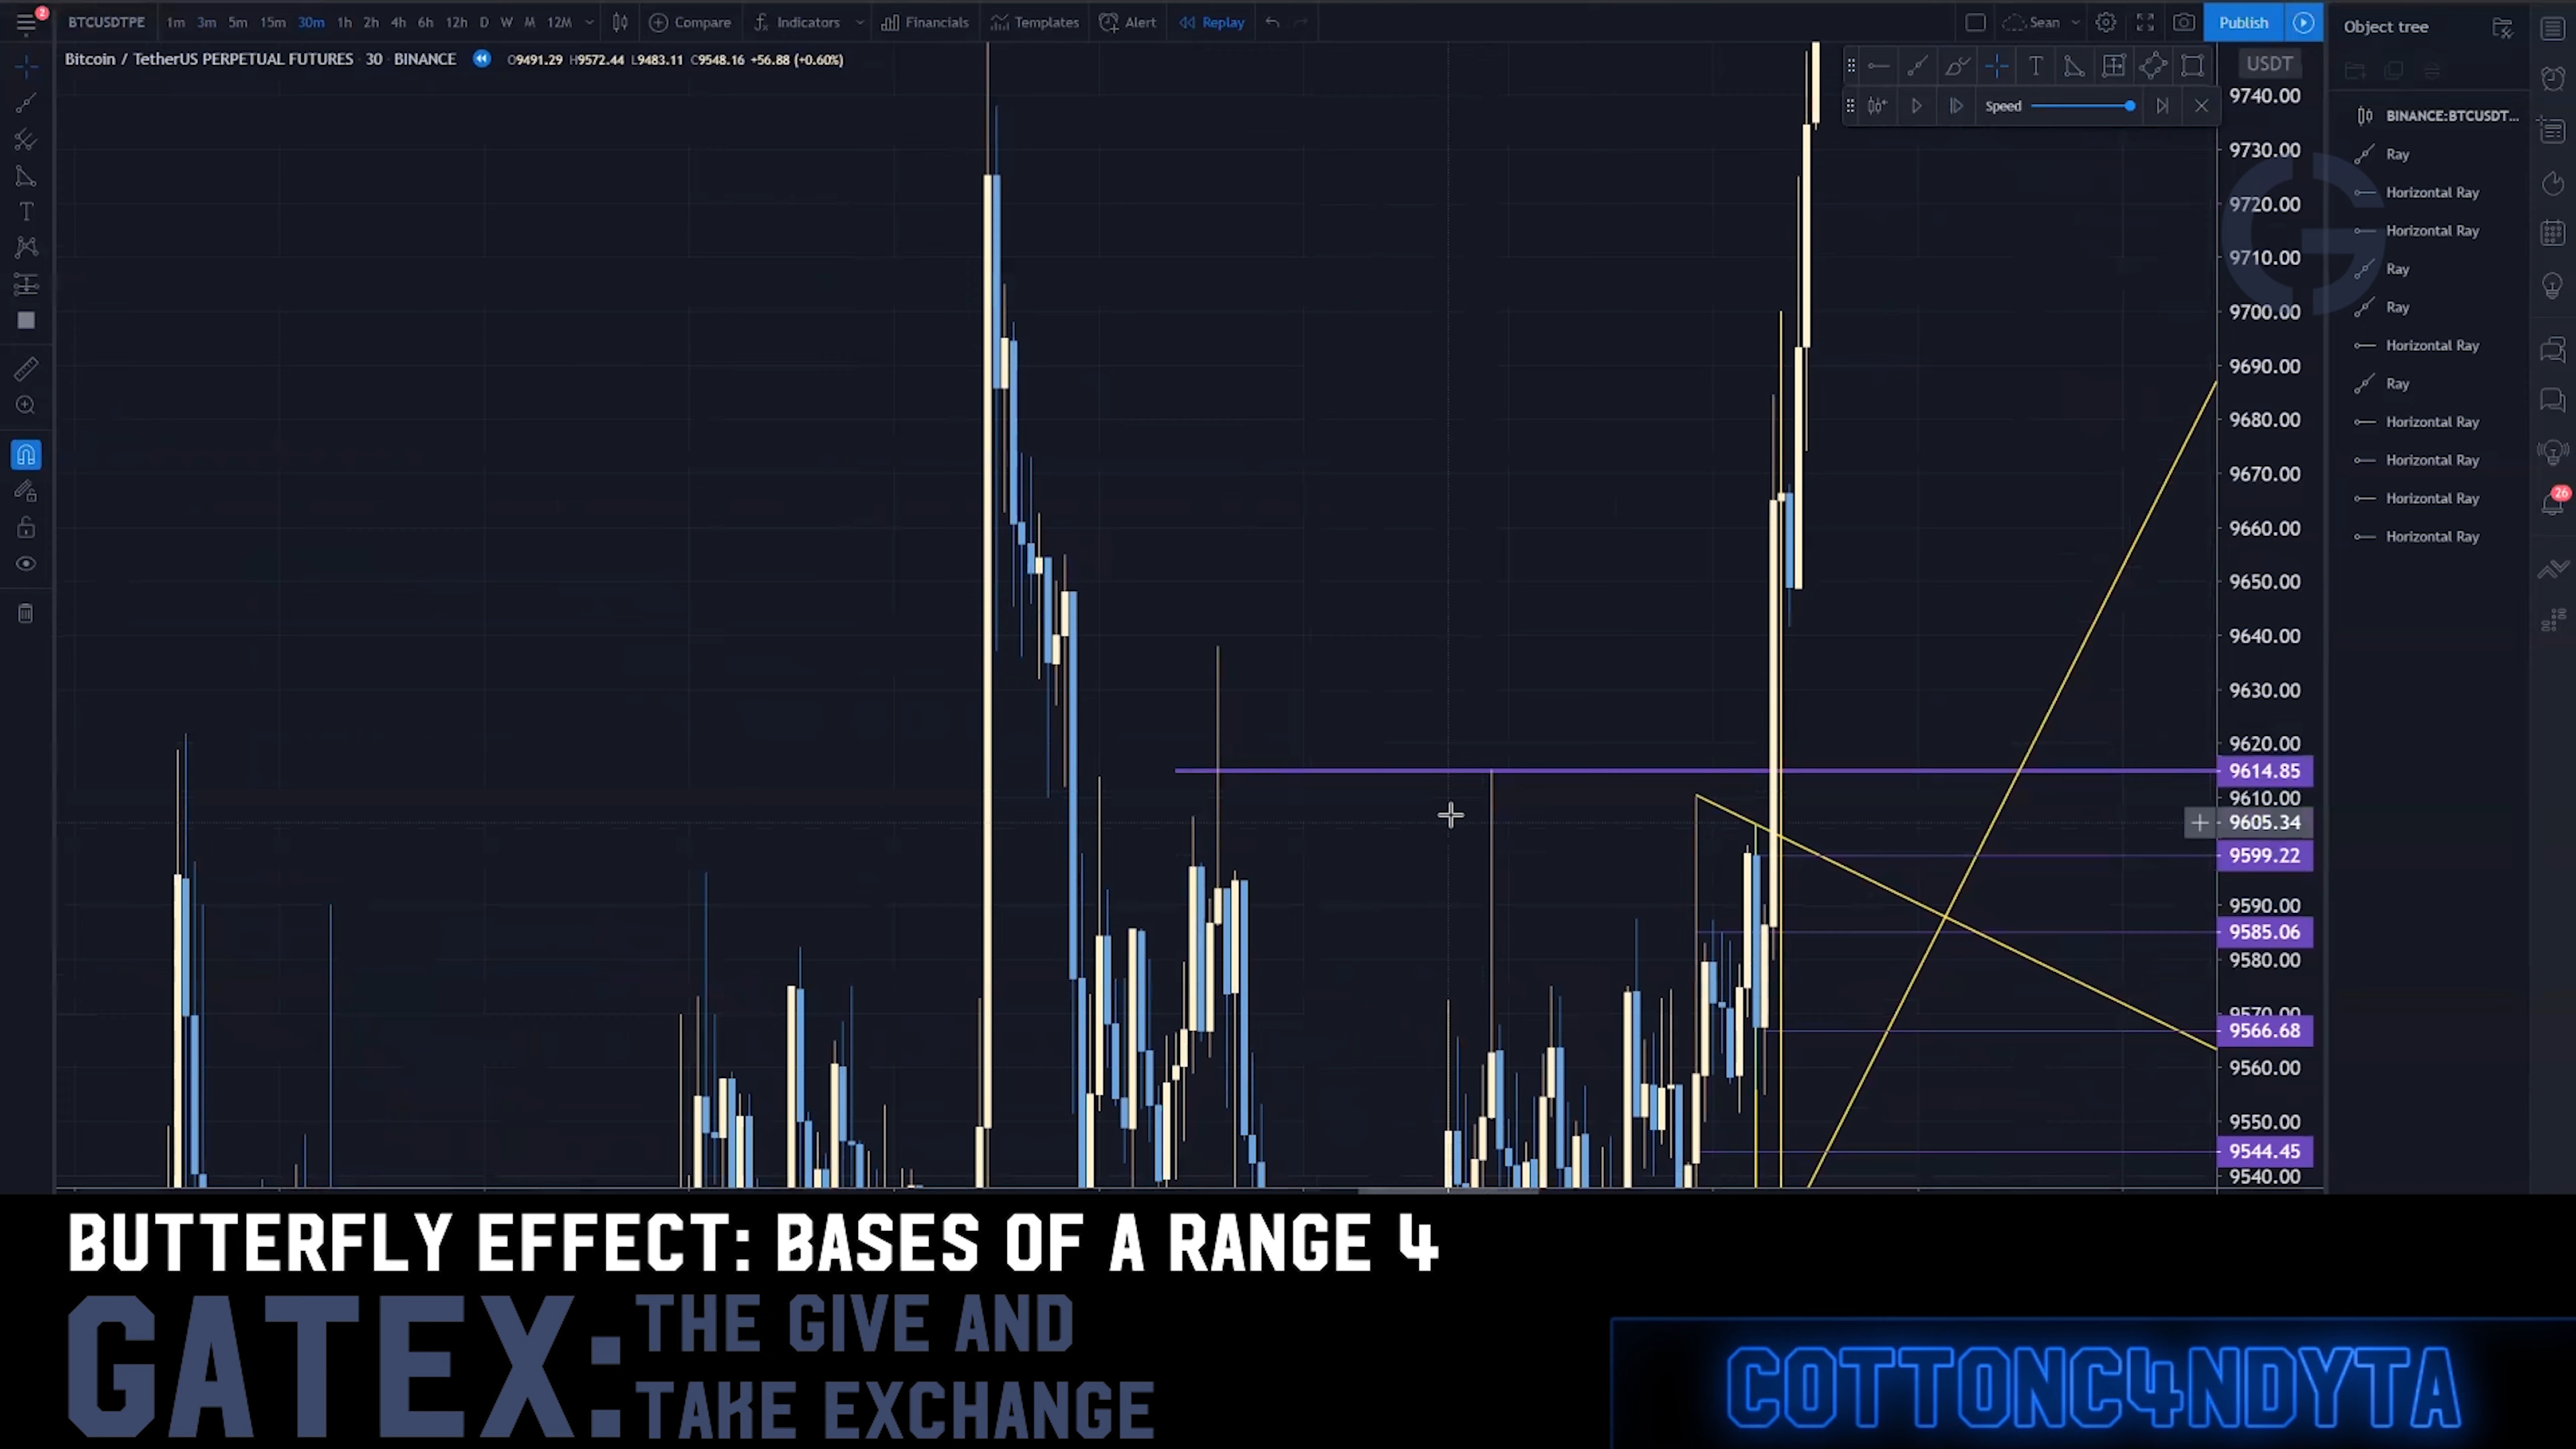 2
BTCUSDTPE 1m 3m 5m 15m 30m 1h 2h 4h 6h 12h D W M 12M Compare Indicators Financials Templates Alert Replay Sean Publish
Object tree
Bitcoin / TetherUS PERPETUAL FUTURES · 30 · BINANCE O9491.29 H9572.44 L9483.11 C9548.16 +56.88 (+0.60%)
USDT
9740.00
Speed
BINANCE:BTCUSDT...
9730.00
Ray
9720.00
Horizontal Ray
Horizontal Ray
9710.00
Ray
9700.00
Ray
Horizontal Ray
9690.00
Ray
9680.00
Horizontal Ray
Horizontal Ray
9670.00
26
Horizontal Ray
9660.00
Horizontal Ray
9650.00
9640.00
9630.00
9620.00
9614.85
9610.00
9605.34
9599.22
9590.00
9585.06
9580.00
9570.00
9566.68
9560.00
9550.00
9544.45
9540.00
BUTTERFLY EFFECT: BASES OF A RANGE 4
GATEX: THE GIVE AND
TAKE EXCHANGE
COTTONC4NDYTA